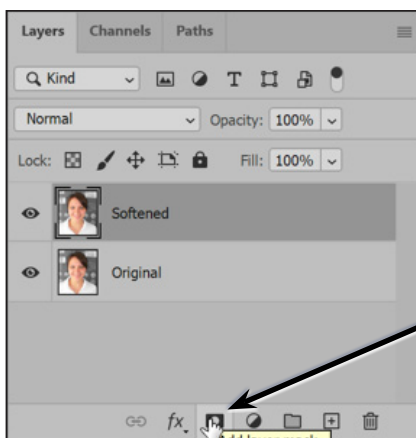 Layers Channels Paths
Kind T
Normal Opacity: 100%
Lock: Fill: 100%
Softened
Original
fx